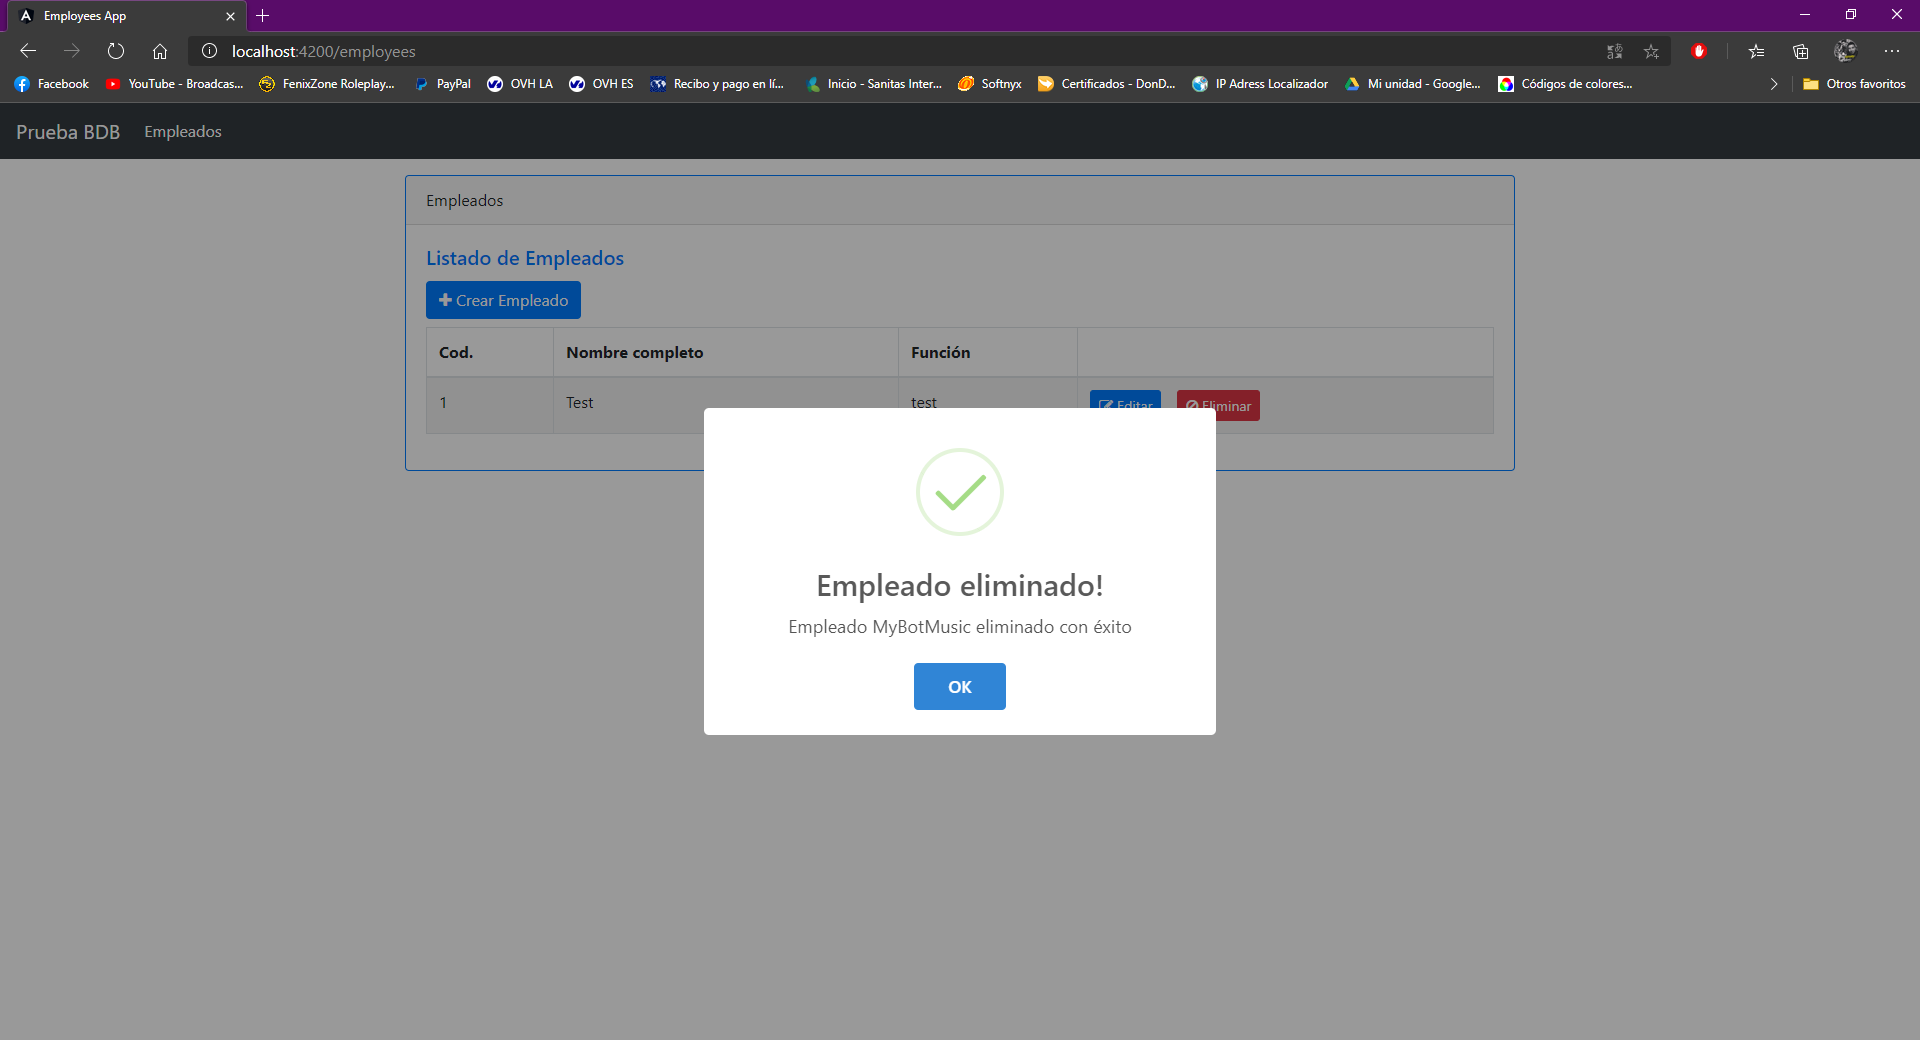 Employees App
localhost:4200/employees
Facebook YouTube - Broadcas... FenixZone Roleplay... PayPal OVH LA OVH ES Recibo y pago en lí... Inicio - Sanitas Inter... Softnyx Certificados - DonD... IP Adress Localizador Mi unidad - Google... Códigos de colores... Otros favoritos
Prueba BDB Empleados
Empleados
Listado de Empleados
Crear Empleado
Cod. Nombre completo Función
1 Test test Editar Eliminar
Empleado eliminado!
Empleado MyBotMusic eliminado con éxito
OK